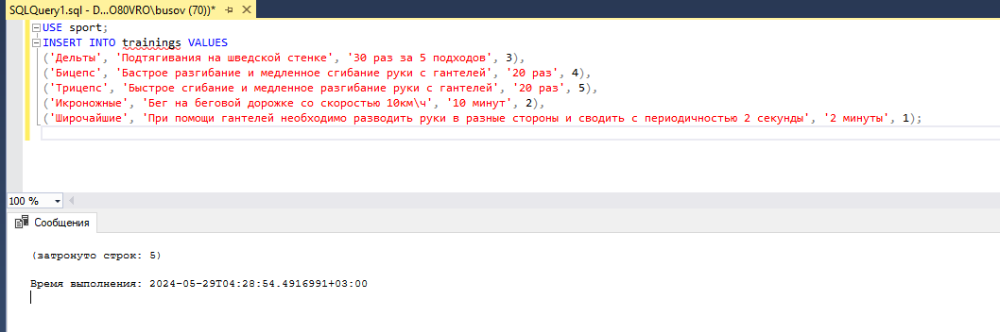 SQLQuery1.sql - D...O80VRO\busov (70))*
USE sport;
INSERT INTO trainings VALUES
('Дельты', 'Подтягивания на шведской стенке', '30 раз за 5 подходов', 3),
('Бицепс', 'Бастрое разгибание и медленное сгибание руки с гантелей', '20 раз', 4),
('Трицепс', 'Быстрое сгибание и медленное разгибание руки с гантелей', '20 раз', 5),
('Икроножные', 'Бег на беговой дорожке со скоростью 10км\ч', '10 минут', 2),
('Широчайшие', 'При помощи гантелей необходимо разводить руки в разные стороны и сводить с периодичностью 2 секунды', '2 минуты', 1);
100 %
Сообщения
(затронуто строк: 5)
Время выполнения: 2024-05-29T04:28:54.4916991+03:00